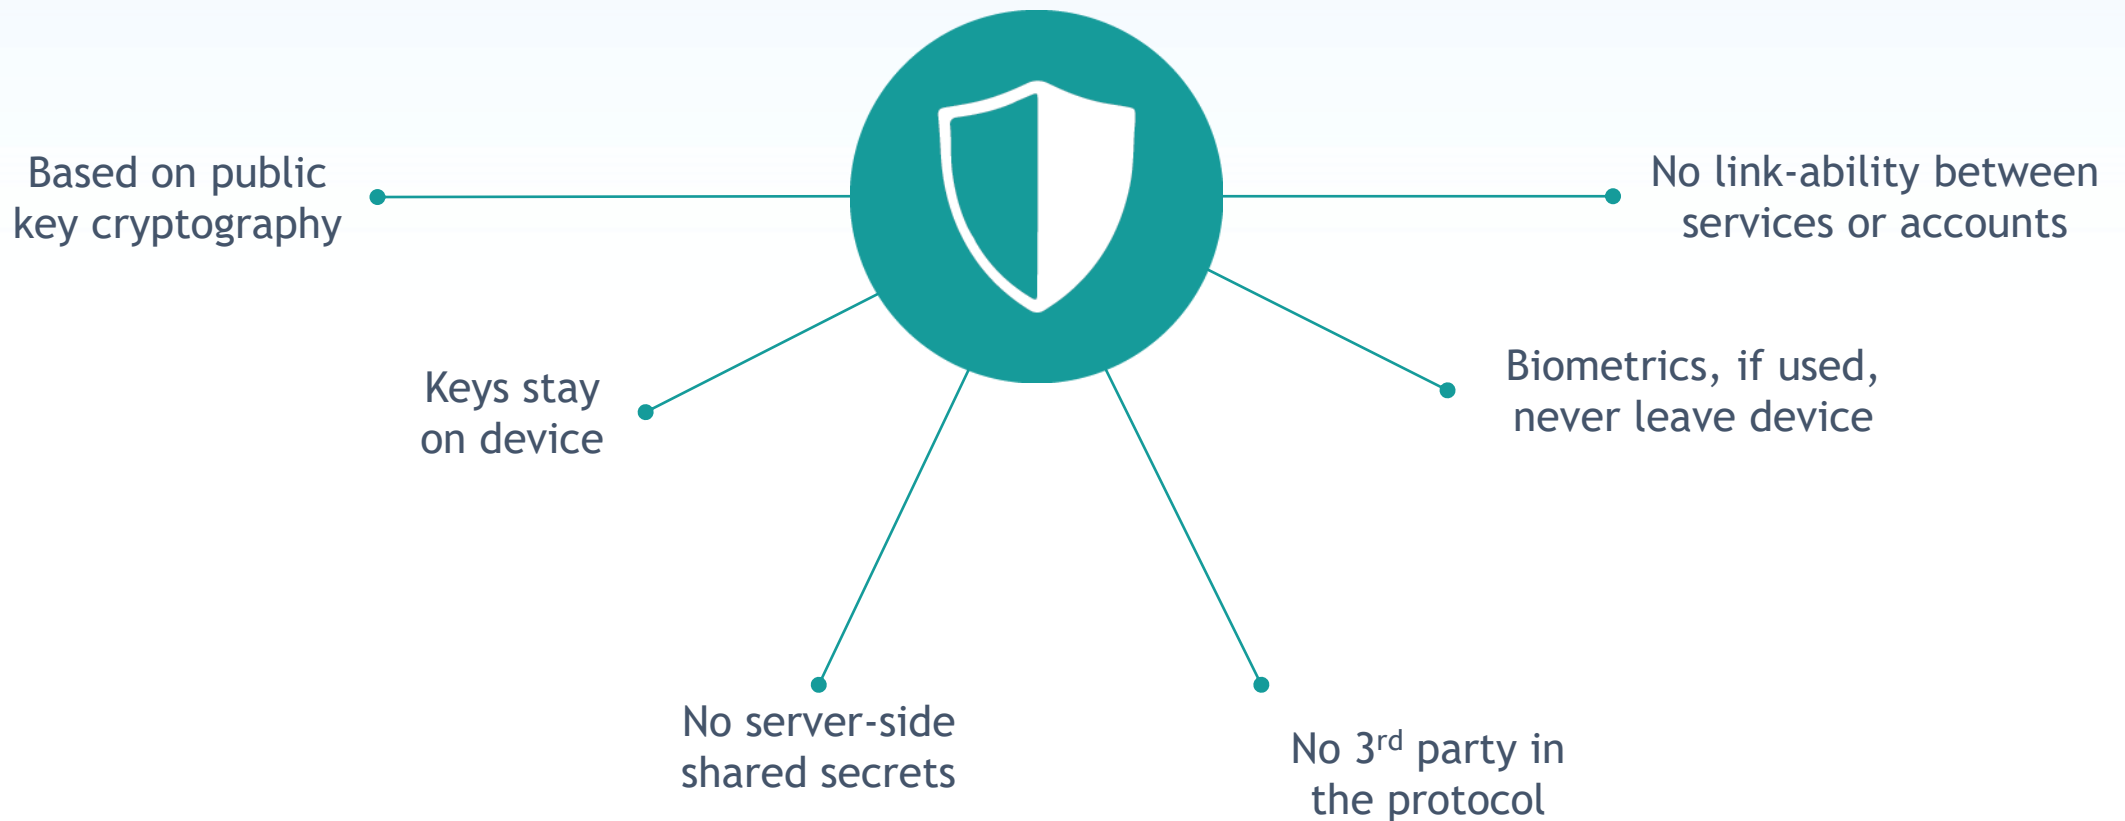 Based on public
key cryptography
Keys stay
on device
No server-side
shared secrets
No 3rd party in
the protocol
Biometrics, if used,
never leave device
No link-ability between
services or accounts